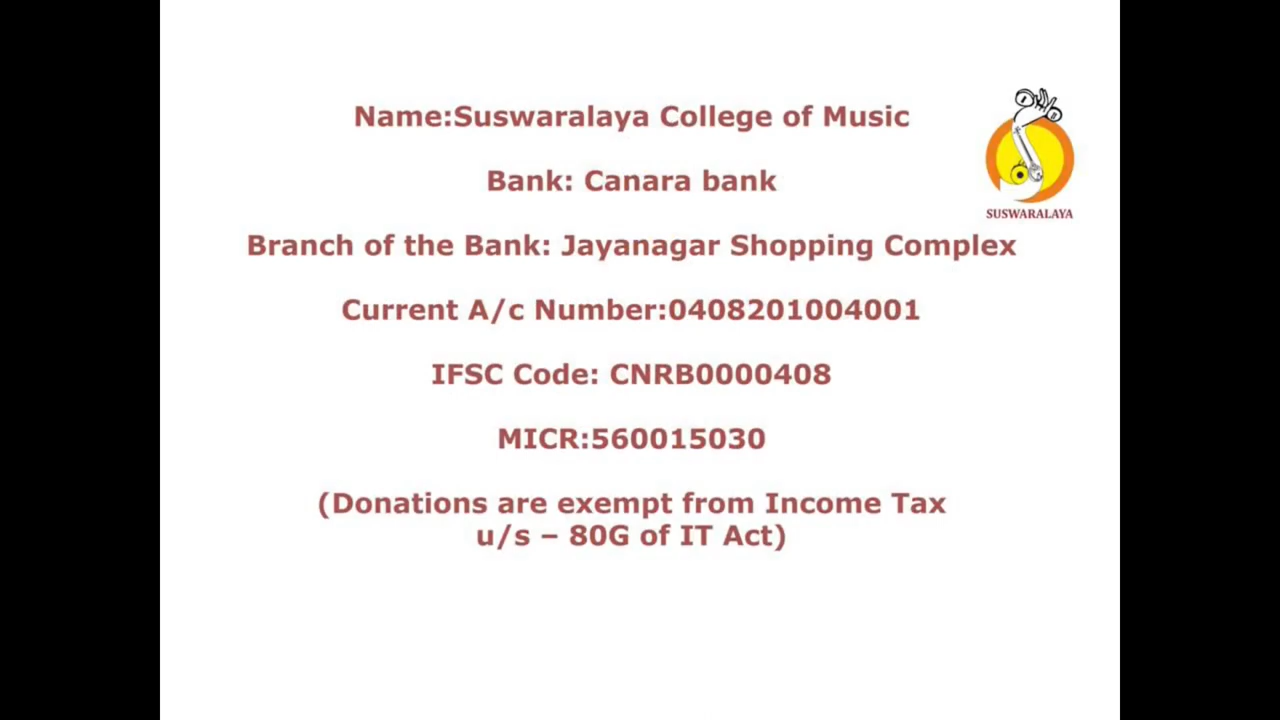 Name:Suswaralaya College of Music
Bank: Canara bank
SUSWARALAYA
Branch of the Bank: Jayanagar Shopping Complex
Current A/c Number:0408201004001
IFSC Code: CNRB0000408
MICR:560015030
(Donations are exempt from Income Tax
u/s – 80G of IT Act)